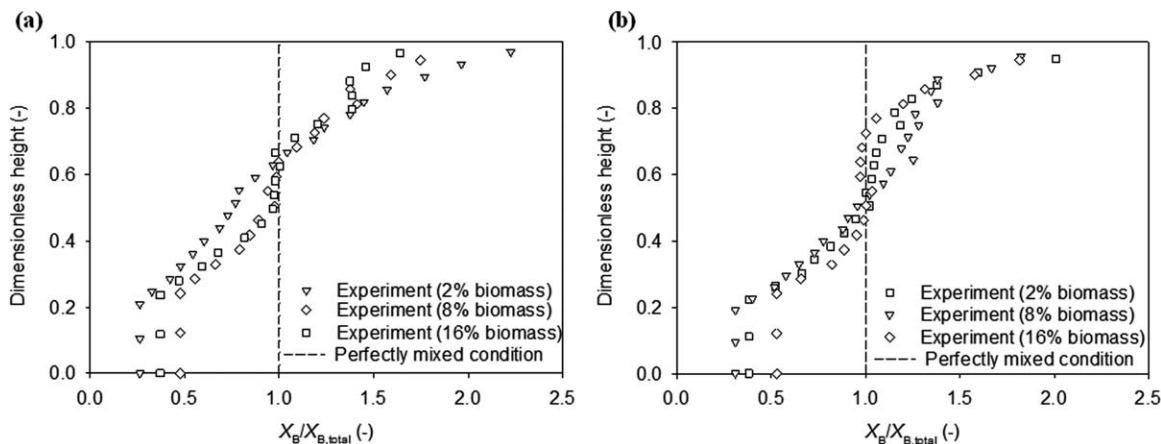 (a)
1.0
0.8
0.6
0.4
0.2
0.0
Dimensionless height (-)
Experiment (2% biomass)
Experiment (8% biomass)
Experiment (16% biomass)
Perfectly mixed condition
0.0 0.5 1.0 1.5 2.0 2.5
XB/XB,total (-)
(b)
1.0
0.8
0.6
0.4
0.2
0.0
Dimensionless height (-)
Experiment (2% biomass)
Experiment (8% biomass)
Experiment (16% biomass)
Perfectly mixed condition
0.0 0.5 1.0 1.5 2.0 2.5
XB/XB,total (-)